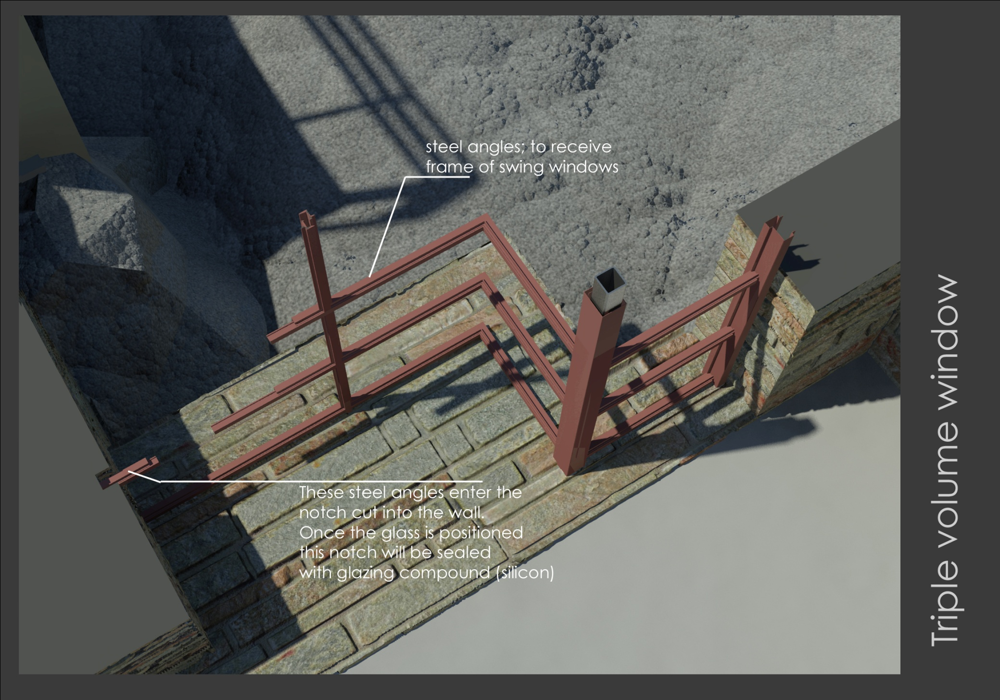 steel angles; to receive
frame of swing windows
These steel angles enter the
notch cut into the wall.
Once the glass is positioned
this notch will be sealed
with glazing compound (silicon)
Triple volume window